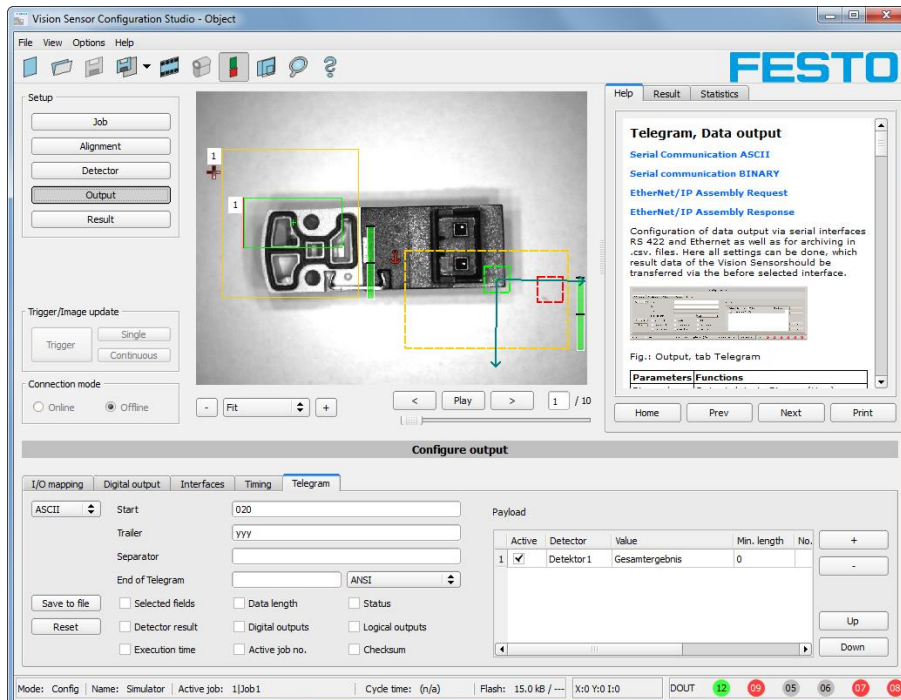 Vision Sensor Configuration Studio - Object
File View Options Help
FESTO
Setup
Job
Alignment
Detector
Output
Result
Trigger/Image update
Trigger
Single
Continuous
Connection mode
Online Offline
1
1
- Fit +
< Play > 1 / 10
Help Result Statistics
Telegram, Data output
Serial Communication ASCII
Serial communication BINARY
EtherNet/IP Assembly Request
EtherNet/IP Assembly Response
Configuration of data output via serial interfaces
RS 422 and Ethernet as well as for archiving in
.csv. files. Here all settings can be done, which
result data of the Vision Sensorshould be
transferred via the before selected interface.
Fig.: Output, tab Telegram
Parameters Functions
Home Prev Next Print
Configure output
I/O mapping Digital output Interfaces Timing Telegram
ASCII Start 020
Trailer yyy
Separator
End of Telegram ANSI
Save to file Selected fields Data length Status
Reset Detector result Digital outputs Logical outputs
Execution time Active job no. Checksum
Payload
Active Detector Value Min. length No.
1 Detektor1 Gesamtergebnis 0
+
-
Up
Down
Mode: Config Name: Simulator Active job: 1|Job1 Cycle time: (n/a) Flash: 15.0 kB / --- X:0 Y:0 I:0 DOUT 12 09 05 06 07 08